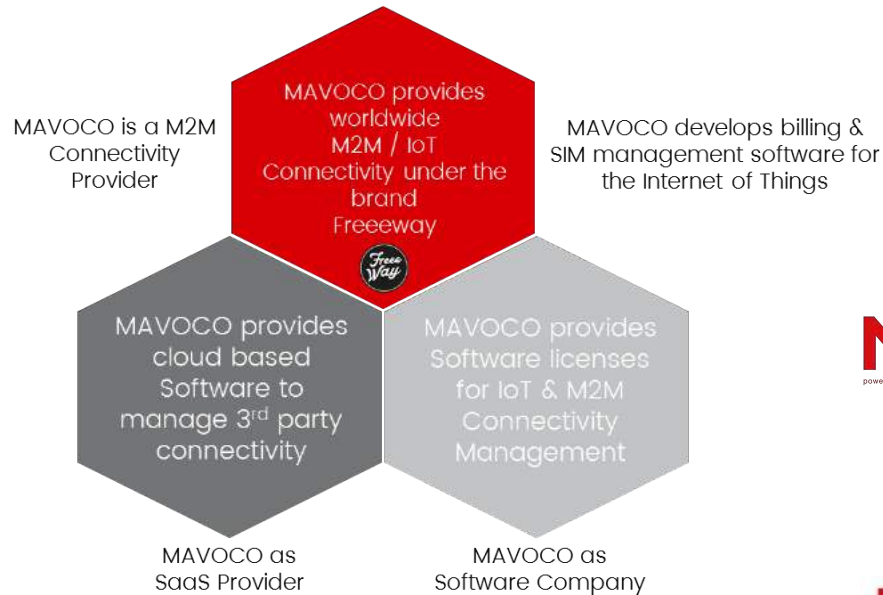 MAVOCO provides
worldwide
M2M / IoT
Connectivity under the
brand
Freeeway
Freee
Way
MAVOCO is a M2M
Connectivity
Provider
MAVOCO develops billing &
SIM management software for
the Internet of Things
MAVOCO provides
cloud based
Software to
manage 3rd party
connectivity
MAVOCO provides
Software licenses
for IoT & M2M
Connectivity
Management
MAVOCO as
SaaS Provider
MAVOCO as
Software Company